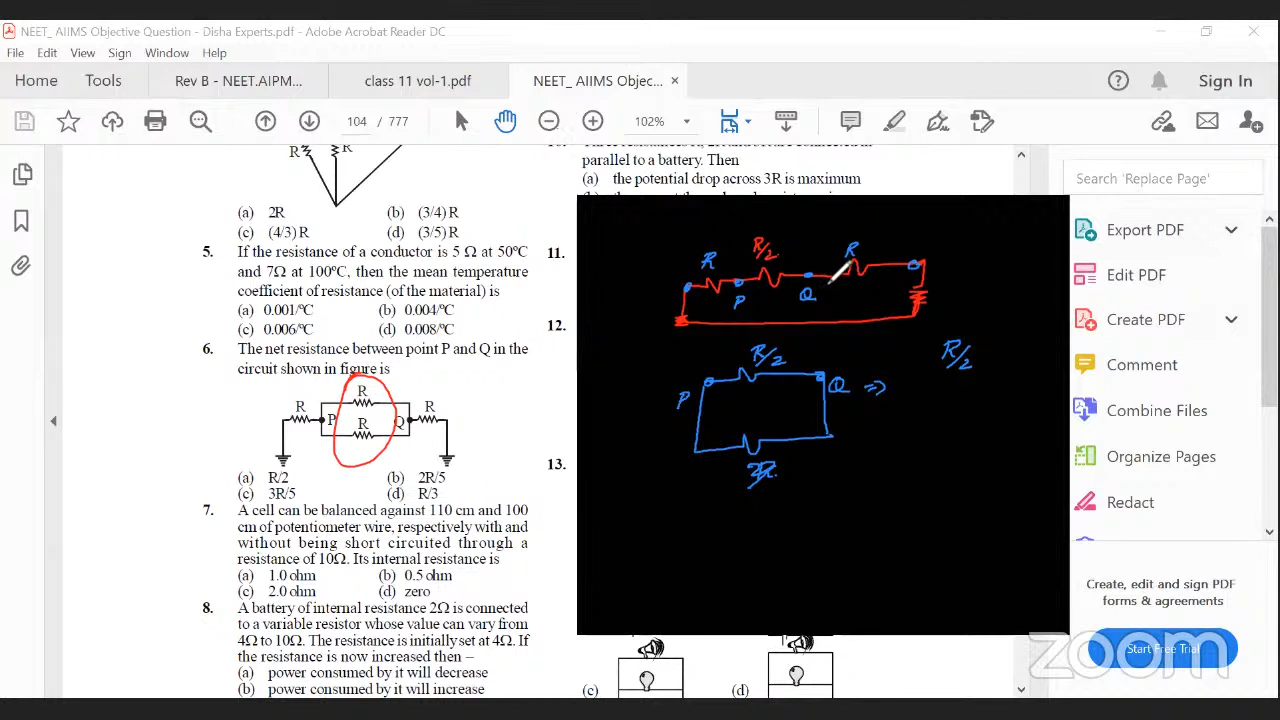 NEET_ AIIMS Objective Question - Disha Experts.pdf - Adobe Acrobat Reader DC
File Edit View Sign Window Help
Home Tools Rev B - NEET.AIPM... class 11 vol-1.pdf NEET_ AIIMS Objec... × ? Sign In
104 / 777 102%
R R
(a) 2R (b) (3/4) R
(c) (4/3) R (d) (3/5) R
5. If the resistance of a conductor is 5 Ω at 50°C
and 7Ω at 100°C, then the mean temperature
coefficient of resistance (of the material) is
(a) 0.001/°C (b) 0.004/°C
(c) 0.006/°C (d) 0.008/°C
6. The net resistance between point P and Q in the
circuit shown in figure is
R
R P R Q R
(a) R/2 (b) 2R/5
(c) 3R/5 (d) R/3
7. A cell can be balanced against 110 cm and 100
cm of potentiometer wire, respectively with and
without being short circuited through a
resistance of 10Ω. Its internal resistance is
(a) 1.0 ohm (b) 0.5 ohm
(c) 2.0 ohm (d) zero
8. A battery of internal resistance 2Ω is connected
to a variable resistor whose value can vary from
4Ω to 10Ω. The resistance is initially set at 4Ω. If
the resistance is now increased then –
(a) power consumed by it will decrease
(b) power consumed by it will increase
parallel to a battery. Then
(a) the potential drop across 3R is maximum
11.
12.
13.
R R/2 R
P Q
R/2
P Q ⇒ R/2
2R
(c) (d)
Search 'Replace Page'
Export PDF
Edit PDF
Create PDF
Comment
Combine Files
Organize Pages
Redact
Create, edit and sign PDF
forms & agreements
Start Free Trial
zoom